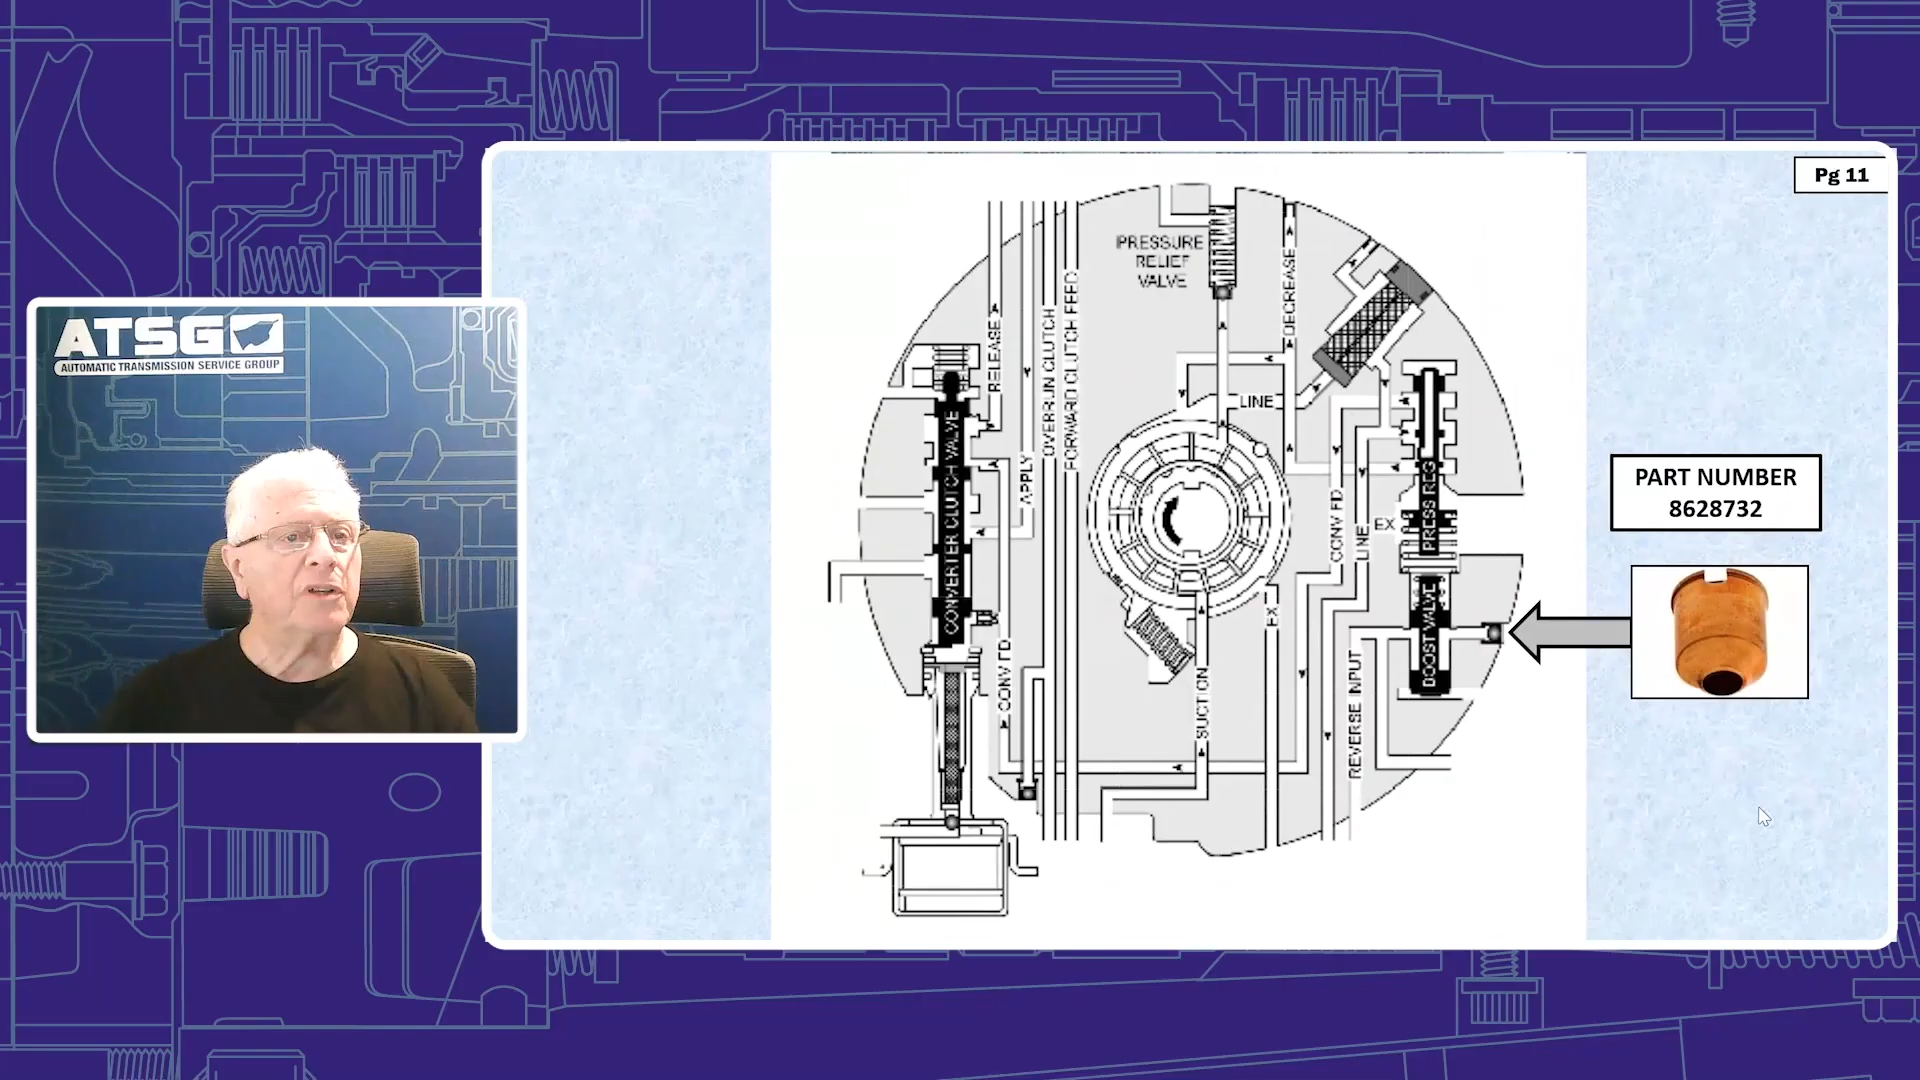 ATSG
AUTOMATIC TRANSMISSION SERVICE GROUP
Pg 11
PRESSURE
RELIEF
VALVE
DECREASE
RELEASE
OVERRUN CLUTCH
FORWARD CLUTCH FEED
APPLY
LINE
CONVERTER CLUTCH VALVE
CONV FD
LINE
EX
PRESS REG
EX
CONV FD
SUCTION
REVERSE INPUT
BOOST VALVE
PART NUMBER
8628732